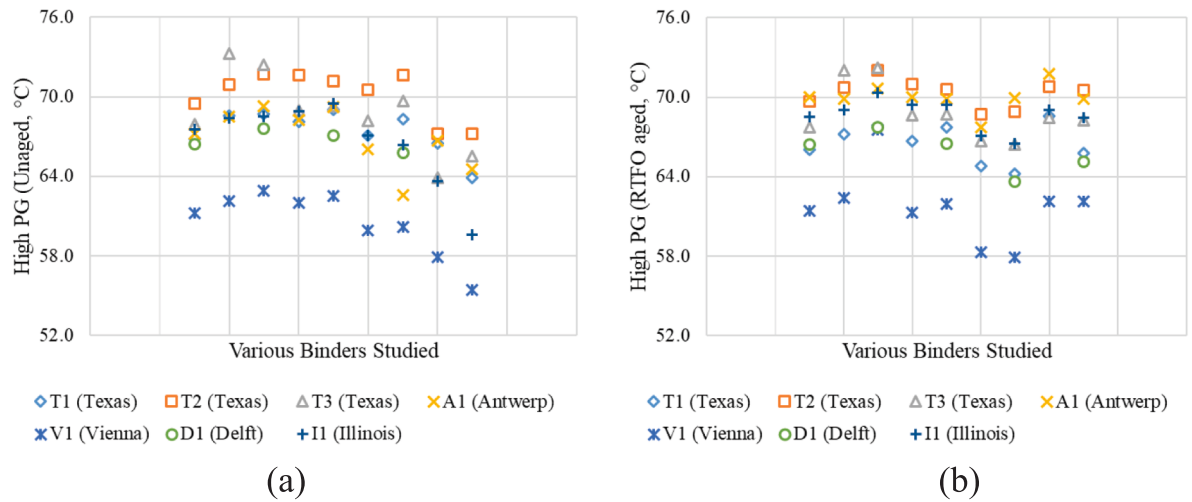 (a)
76.0
70.0
64.0
58.0
52.0
High PG (Unaged, °C)
Various Binders Studied
T1 (Texas) T2 (Texas) T3 (Texas) A1 (Antwerp)
V1 (Vienna) D1 (Delft) I1 (Illinois)
(a)
(b)
76.0
70.0
64.0
58.0
52.0
High PG (RTFO aged, °C)
Various Binders Studied
T1 (Texas) T2 (Texas) T3 (Texas) A1 (Antwerp)
V1 (Vienna) D1 (Delft) I1 (Illinois)
(b)